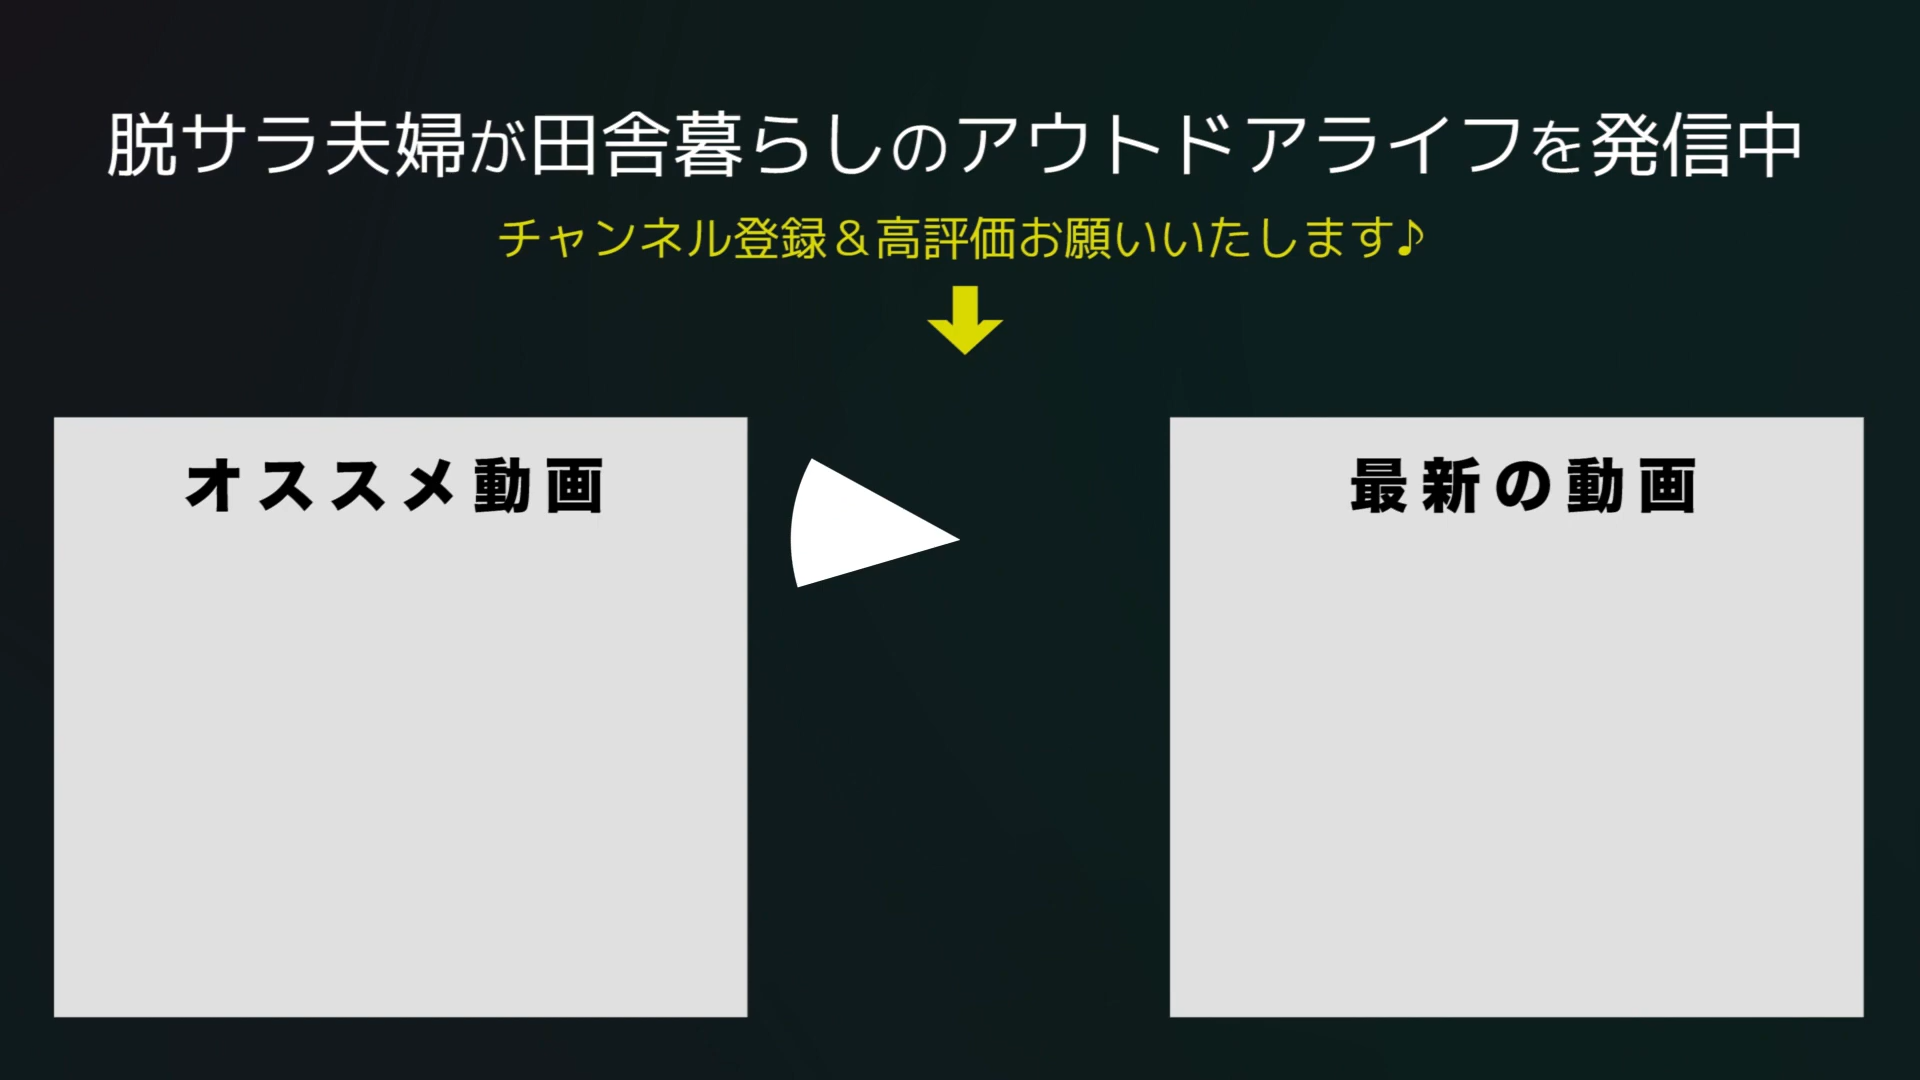 脱サラ夫婦が田舎暮らしのアウトドアライフを発信中
チャンネル登録＆高評価お願いいたします♪
オススメ動画
最新の動画